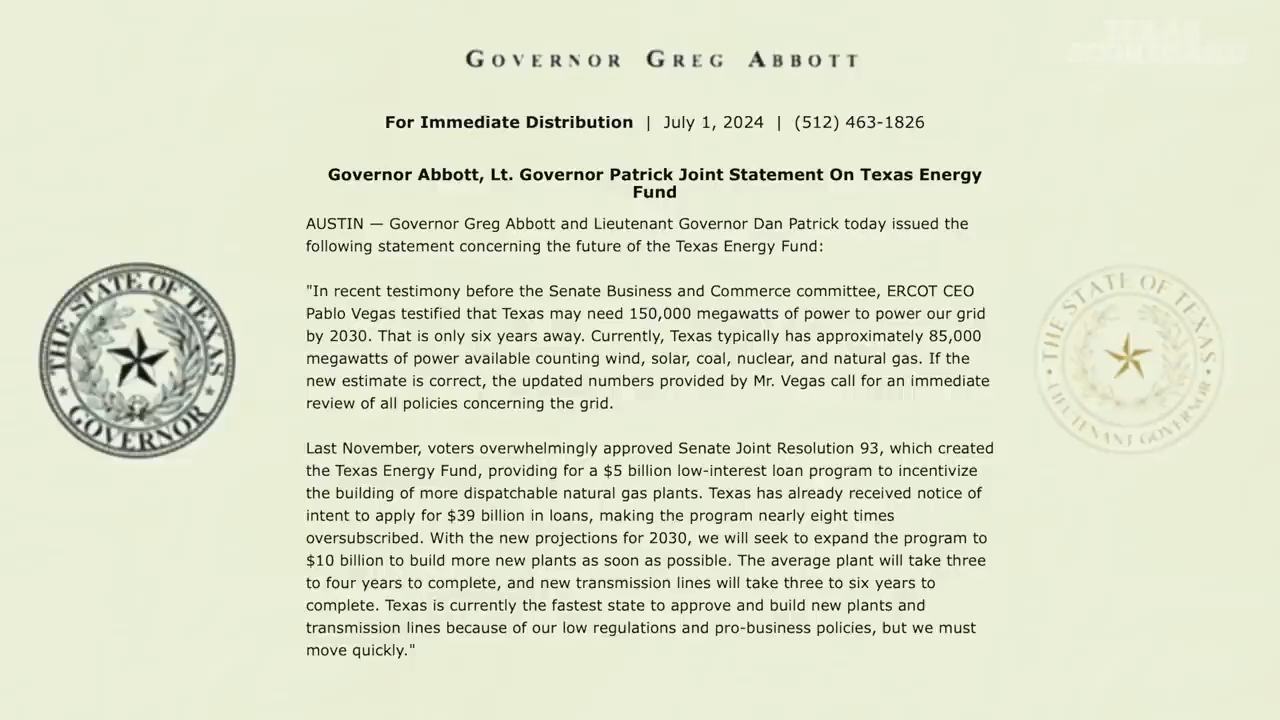 TEXAS
SCORECARD
GOVERNOR GREG ABBOTT
For Immediate Distribution | July 1, 2024 | (512) 463-1826
Governor Abbott, Lt. Governor Patrick Joint Statement On Texas Energy
Fund
AUSTIN — Governor Greg Abbott and Lieutenant Governor Dan Patrick today issued the
following statement concerning the future of the Texas Energy Fund:
"In recent testimony before the Senate Business and Commerce committee, ERCOT CEO
Pablo Vegas testified that Texas may need 150,000 megawatts of power to power our grid
by 2030. That is only six years away. Currently, Texas typically has approximately 85,000
megawatts of power available counting wind, solar, coal, nuclear, and natural gas. If the
new estimate is correct, the updated numbers provided by Mr. Vegas call for an immediate
review of all policies concerning the grid.
Last November, voters overwhelmingly approved Senate Joint Resolution 93, which created
the Texas Energy Fund, providing for a $5 billion low-interest loan program to incentivize
the building of more dispatchable natural gas plants. Texas has already received notice of
intent to apply for $39 billion in loans, making the program nearly eight times
oversubscribed. With the new projections for 2030, we will seek to expand the program to
$10 billion to build more new plants as soon as possible. The average plant will take three
to four years to complete, and new transmission lines will take three to six years to
complete. Texas is currently the fastest state to approve and build new plants and
transmission lines because of our low regulations and pro-business policies, but we must
move quickly."
THE STATE OF TEXAS
GOVERNOR
THE STATE OF TEXAS
LIEUTENANT GOVERNOR